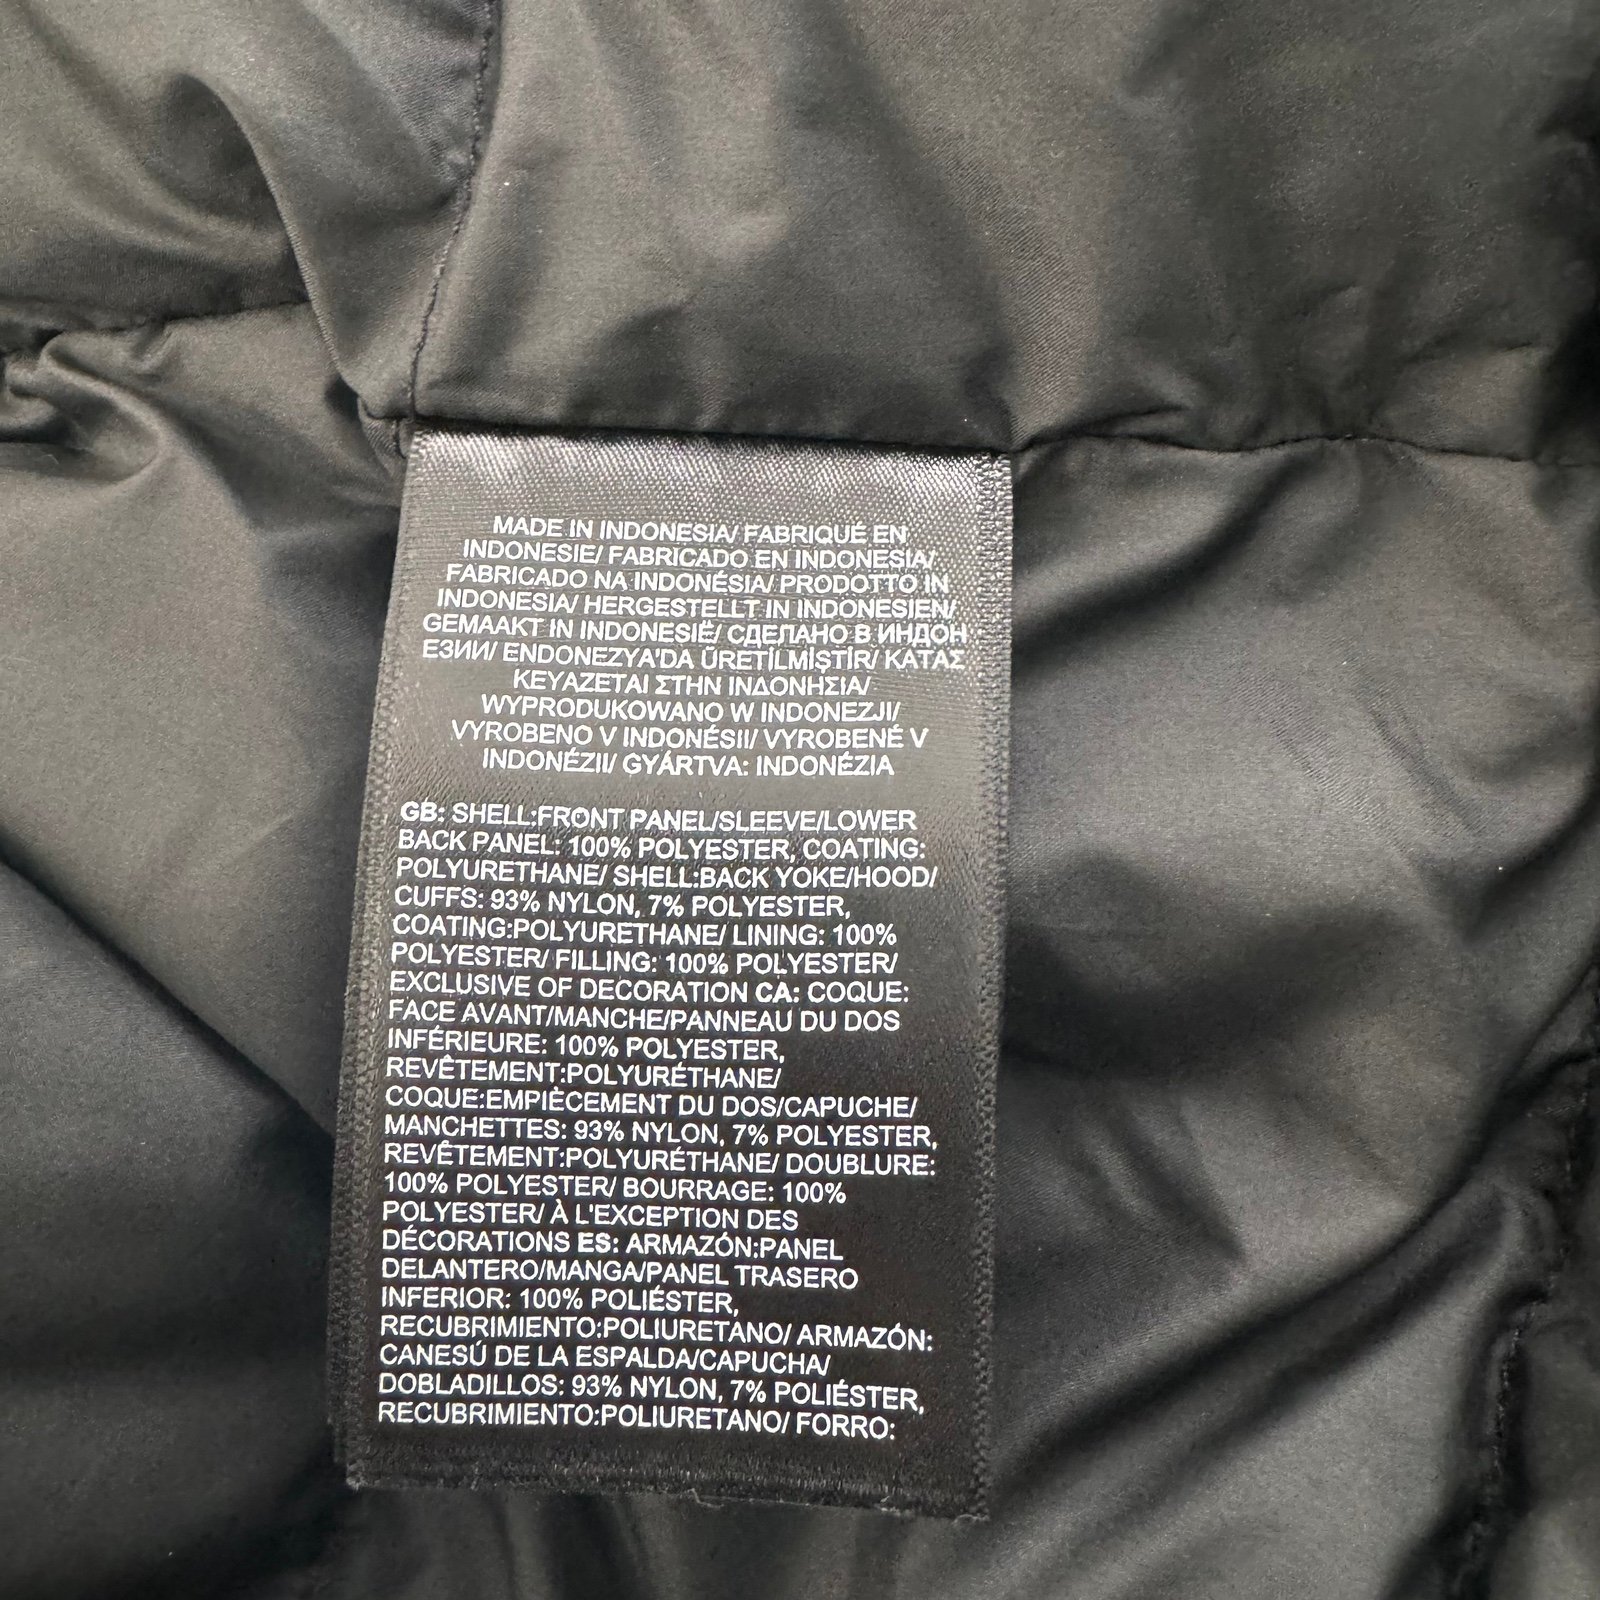 MADE IN INDONESIA/ FABRIQUÉ EN
INDONESIE/ FABRICADO EN INDONESIA/
FABRICADO NA INDONÉSIA/ PRODOTTO IN
INDONESIA/ HERGESTELLT IN INDONESIEN/
GEMAAKT IN INDONESIË/ СДЕЛАНО В ИНДОН
ЕЗИИ/ ENDONEZYA'DA ÜRETİLMİŞTİR/ ΚΑΤΑΣ
ΚΕΥΑΖΕΤΑΙ ΣΤΗΝ ΙΝΔΟΝΗΣΙΑ/
WYPRODUKOWANO W INDONEZJI/
VYROBENO V INDONÉSII/ VYROBENÉ V
INDONÉZII/ GYÁRTVA: INDONÉZIA
GB: SHELL:FRONT PANEL/SLEEVE/LOWER
BACK PANEL: 100% POLYESTER, COATING:
POLYURETHANE/ SHELL:BACK YOKE/HOOD/
CUFFS: 93% NYLON, 7% POLYESTER,
COATING:POLYURETHANE/ LINING: 100%
POLYESTER/ FILLING: 100% POLYESTER/
EXCLUSIVE OF DECORATION CA: COQUE:
FACE AVANT/MANCHE/PANNEAU DU DOS
INFÉRIEURE: 100% POLYESTER,
REVÊTEMENT:POLYURÉTHANE/
COQUE:EMPIÈCEMENT DU DOS/CAPUCHE/
MANCHETTES: 93% NYLON, 7% POLYESTER,
REVÊTEMENT:POLYURÉTHANE/ DOUBLURE:
100% POLYESTER/ BOURRAGE: 100%
POLYESTER/ À L'EXCEPTION DES
DÉCORATIONS ES: ARMAZÓN:PANEL
DELANTERO/MANGA/PANEL TRASERO
INFERIOR: 100% POLIÉSTER,
RECUBRIMIENTO:POLIURETANO/ ARMAZÓN:
CANESÚ DE LA ESPALDA/CAPUCHA/
DOBLADILLOS: 93% NYLON, 7% POLIÉSTER,
RECUBRIMIENTO:POLIURETANO/ FORRO: